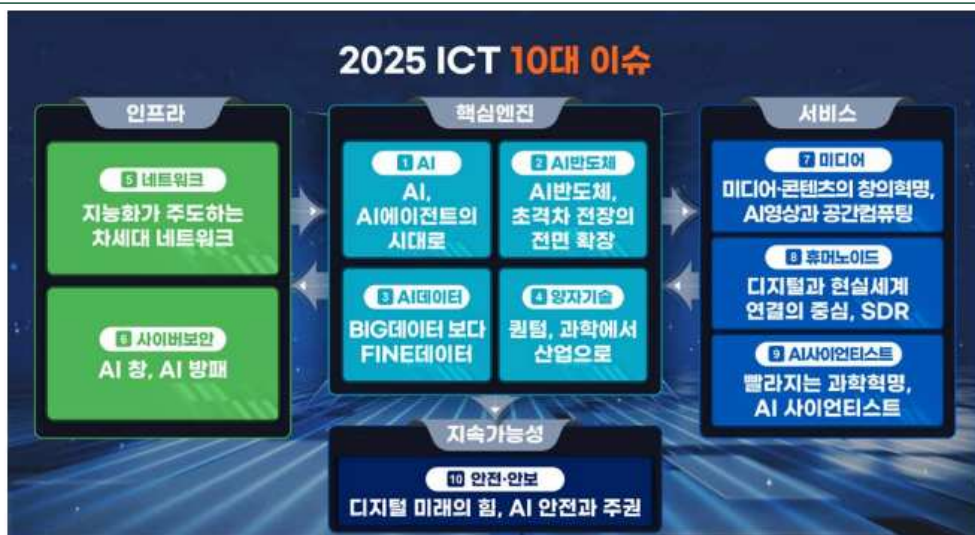 2025 ICT 10대 이슈
인프라
5 네트워크
지능화가 주도하는
차세대 네트워크
6 사이버보안
AI 창, AI 방패
핵심엔진
1 AI
AI,
AI에이전트의
시대로
2 AI반도체
AI반도체,
초격차 전장의
전면 확장
3 AI데이터
BIG데이터 보다
FINE데이터
4 양자기술
퀀텀, 과학에서
산업으로
서비스
7 미디어
미디어·콘텐츠의 창의혁명,
AI영상과 공간컴퓨팅
8 휴머노이드
디지털과 현실세계
연결의 중심, SDR
9 AI사이언티스트
빨라지는 과학혁명,
AI 사이언티스트
지속가능성
10 안전·안보
디지털 미래의 힘, AI 안전과 주권